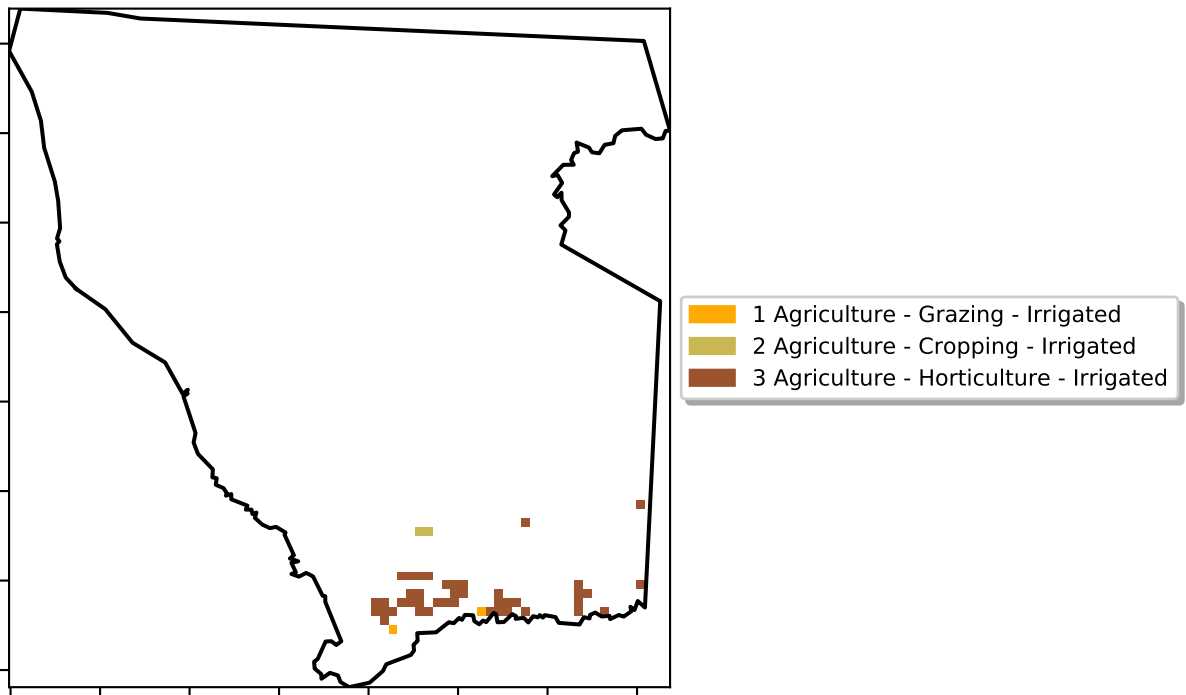 1 Agriculture - Grazing - Irrigated
2 Agriculture - Cropping - Irrigated
3 Agriculture - Horticulture - Irrigated